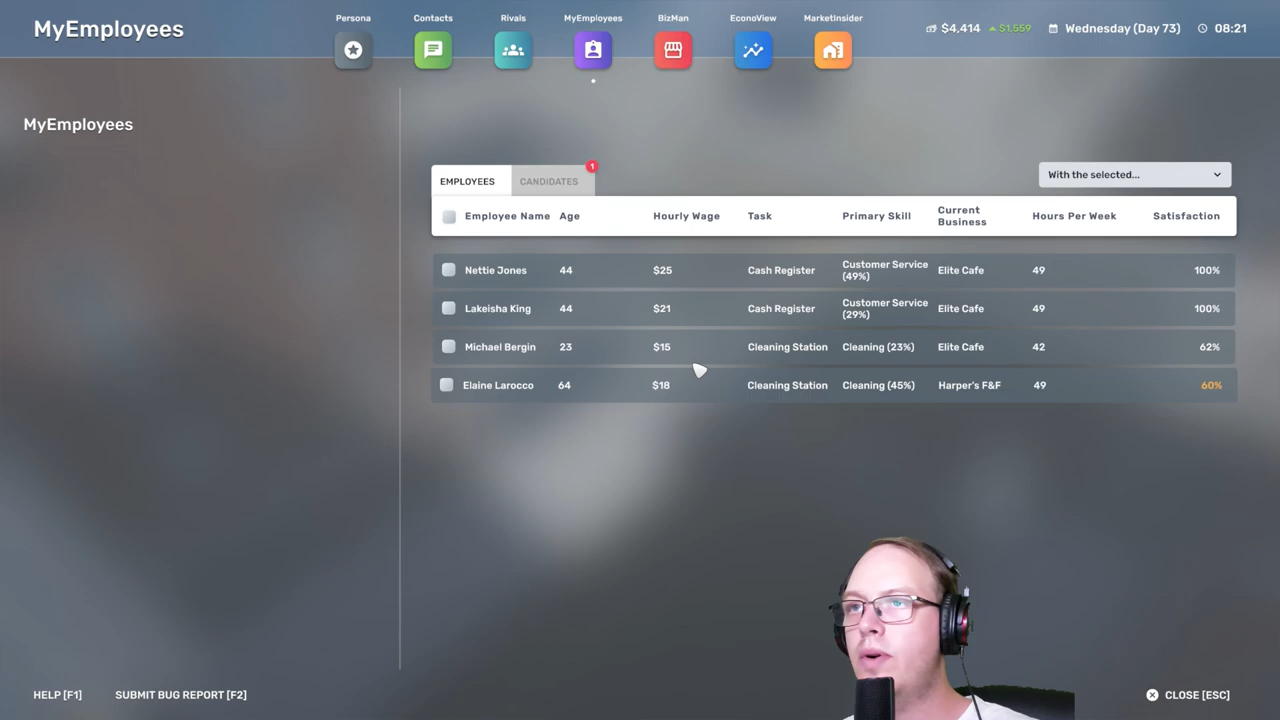 MyEmployees
Persona
Contacts
Rivals
MyEmployees
BizMan
EconoView
MarketInsider
$4,414
$1,559
Wednesday (Day 73)
08:21
MyEmployees
EMPLOYEES
CANDIDATES
1
With the selected...
Employee Name Age Hourly Wage Task Primary Skill Current Business Hours Per Week Satisfaction
Nettie Jones 44 $25 Cash Register Customer Service (49%) Elite Cafe 49 100%
Lakeisha King 44 $21 Cash Register Customer Service (29%) Elite Cafe 49 100%
Michael Bergin 23 $15 Cleaning Station Cleaning (23%) Elite Cafe 42 62%
Elaine Larocco 64 $18 Cleaning Station Cleaning (45%) Harper's F&F 49 60%
HELP [F1]
SUBMIT BUG REPORT [F2]
CLOSE [ESC]